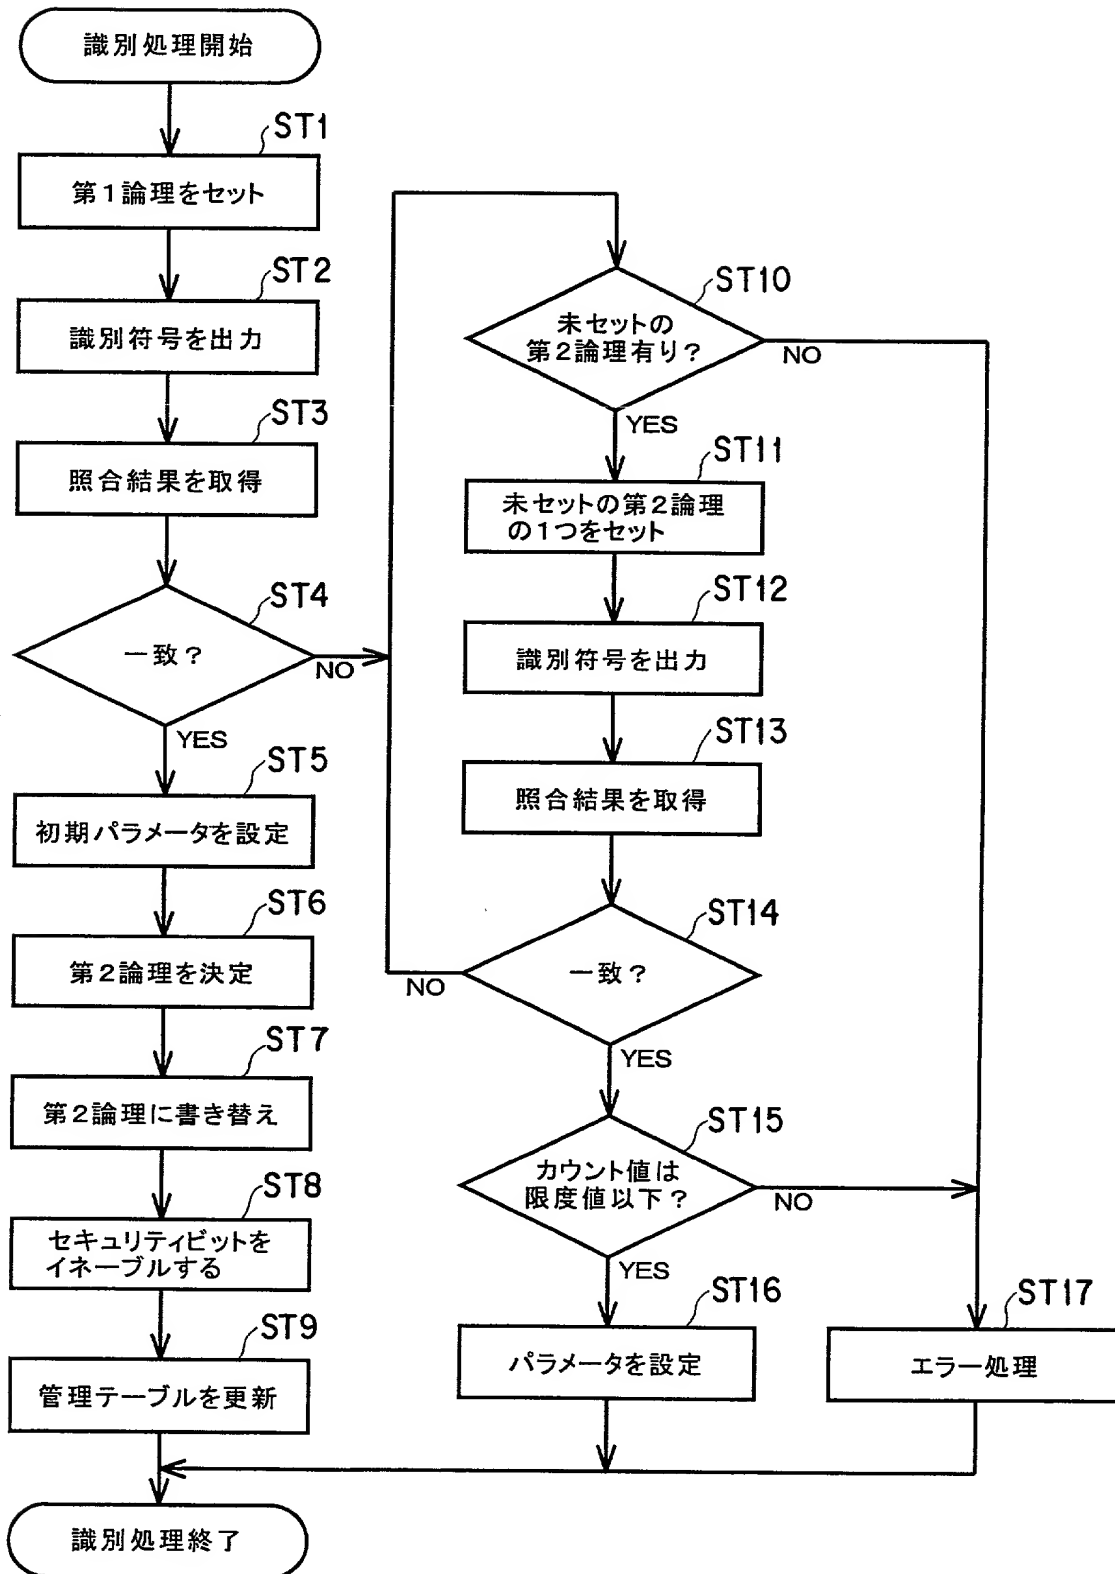 識別処理開始
ST1
第1論理をセット
ST2
識別符号を出力
ST3
照合結果を取得
ST4
一致?
NO
YES
ST5
初期パラメータを設定
ST6
第2論理を決定
ST7
第2論理に書き替え
ST8
セキュリティビットを
イネーブルする
ST9
管理テーブルを更新
識別処理終了
ST10
未セットの
第2論理有り?
NO
YES
ST11
未セットの第2論理
の1つをセット
ST12
識別符号を出力
ST13
照合結果を取得
ST14
一致?
NO
YES
ST15
カウント値は
限度値以下?
NO
YES
ST16
パラメータを設定
ST17
エラー処理